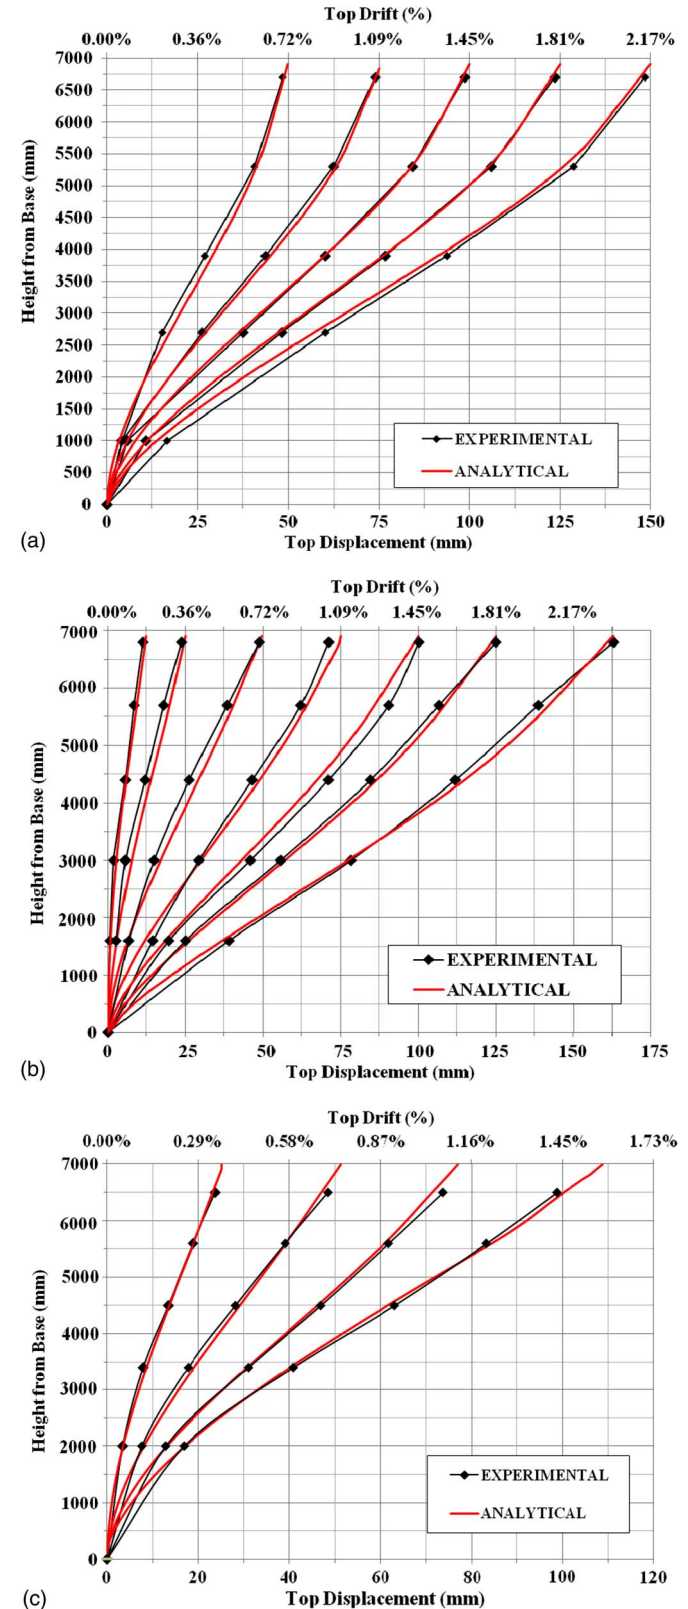 Top Drift (%)
0.00% 0.36% 0.72% 1.09% 1.45% 1.81% 2.17%
7000
6500
6000
5500
5000
4500
4000
3500
3000
2500
2000
1500
1000
500
0
Height from Base (mm)
EXPERIMENTAL
ANALYTICAL
0 25 50 75 100 125 150
(a) Top Displacement (mm)
Top Drift (%)
0.00% 0.36% 0.72% 1.09% 1.45% 1.81% 2.17%
7000
6000
5000
4000
3000
2000
1000
0
Height from Base (mm)
EXPERIMENTAL
ANALYTICAL
0 25 50 75 100 125 150 175
(b) Top Displacement (mm)
Top Drift (%)
0.00% 0.29% 0.58% 0.87% 1.16% 1.45% 1.73%
7000
6000
5000
4000
3000
2000
1000
0
Height from Base (mm)
EXPERIMENTAL
ANALYTICAL
0 20 40 60 80 100 120
(c) Top Displacement (mm)